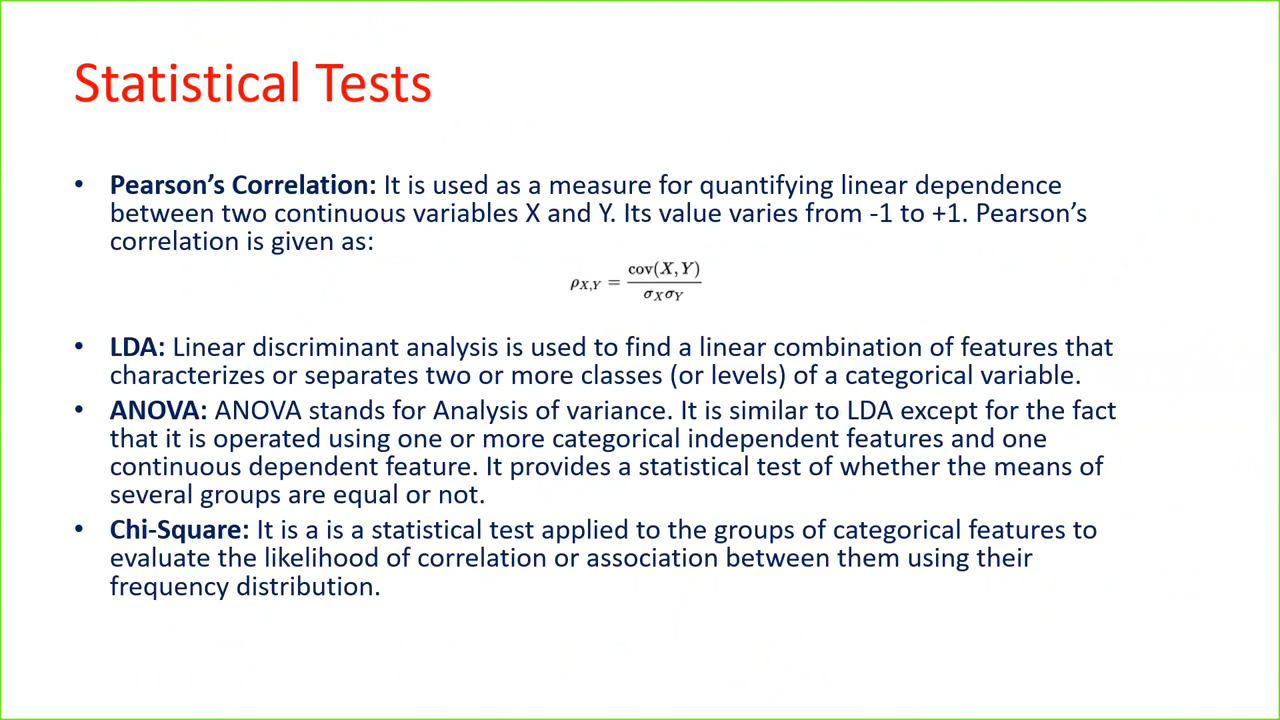 Statistical Tests
• Pearson’s Correlation: It is used as a measure for quantifying linear dependence
between two continuous variables X and Y. Its value varies from -1 to +1. Pearson’s
correlation is given as:
ρX,Y = cov(X, Y) / σXσY
• LDA: Linear discriminant analysis is used to find a linear combination of features that
characterizes or separates two or more classes (or levels) of a categorical variable.
• ANOVA: ANOVA stands for Analysis of variance. It is similar to LDA except for the fact
that it is operated using one or more categorical independent features and one
continuous dependent feature. It provides a statistical test of whether the means of
several groups are equal or not.
• Chi-Square: It is a is a statistical test applied to the groups of categorical features to
evaluate the likelihood of correlation or association between them using their
frequency distribution.